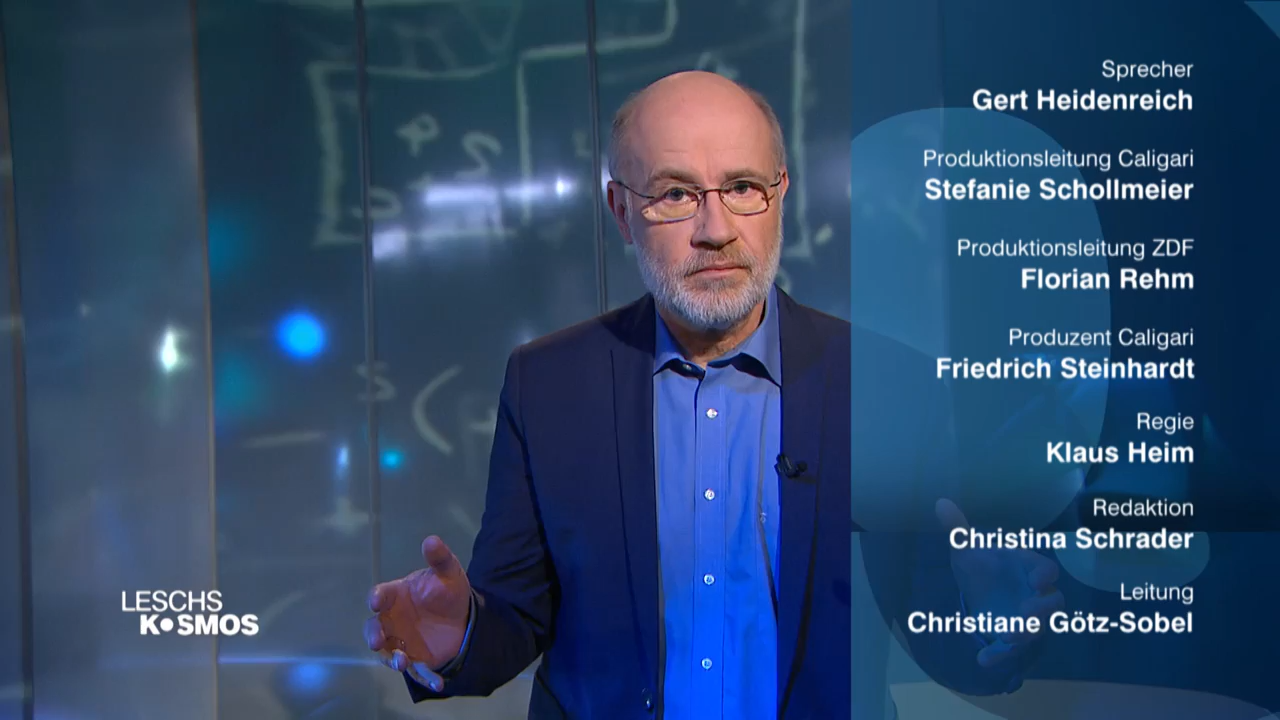 Sprecher
Gert Heidenreich
Produktionsleitung Caligari
Stefanie Schollmeier
Produktionsleitung ZDF
Florian Rehm
Produzent Caligari
Friedrich Steinhardt
Regie
Klaus Heim
Redaktion
Christina Schrader
Leitung
Christiane Götz-Sobel
LESCHS
KOSMOS